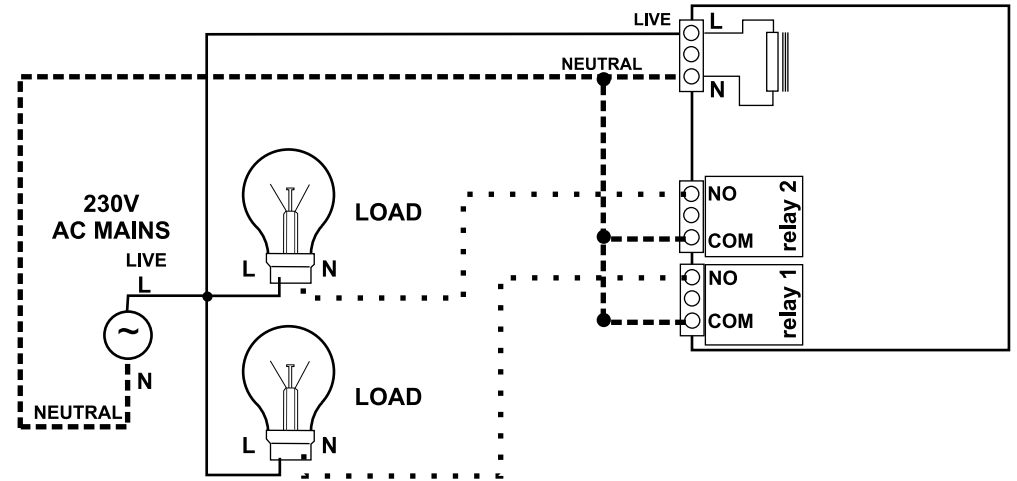 LIVE
L
NEUTRAL
N
230V
AC MAINS
LIVE
L
~
N
NEUTRAL
LOAD
L
N
LOAD
L
N
NO
COM
relay 2
NO
COM
relay 1